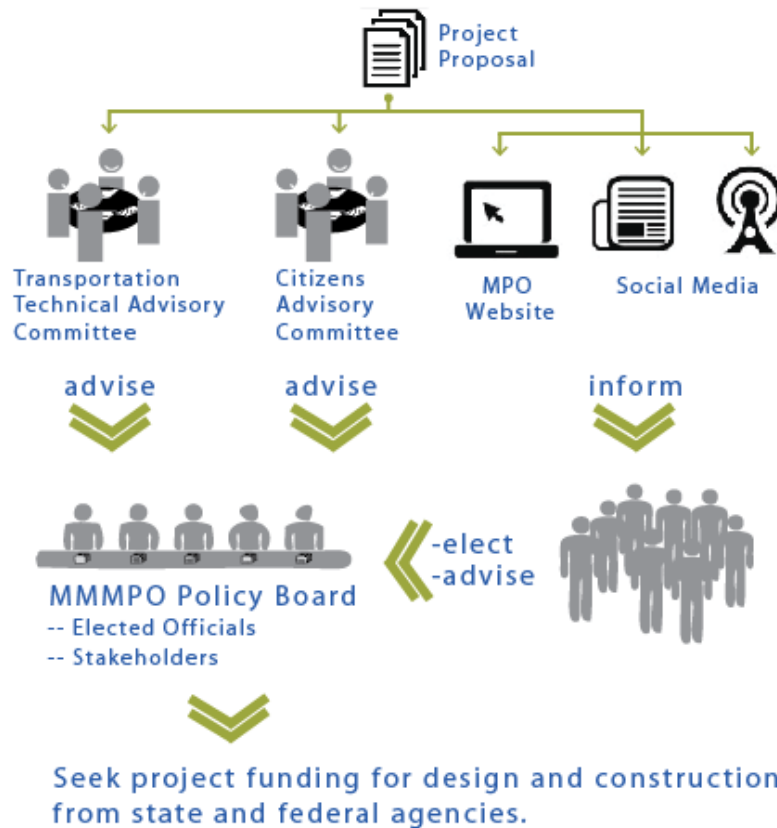 Project
Proposal
Transportation
Technical Advisory
Committee
Citizens
Advisory
Committee
MPO
Website
Social Media
advise
advise
inform
-elect
-advise
MMMPO Policy Board
-- Elected Officials
-- Stakeholders
Seek project funding for design and construction
from state and federal agencies.